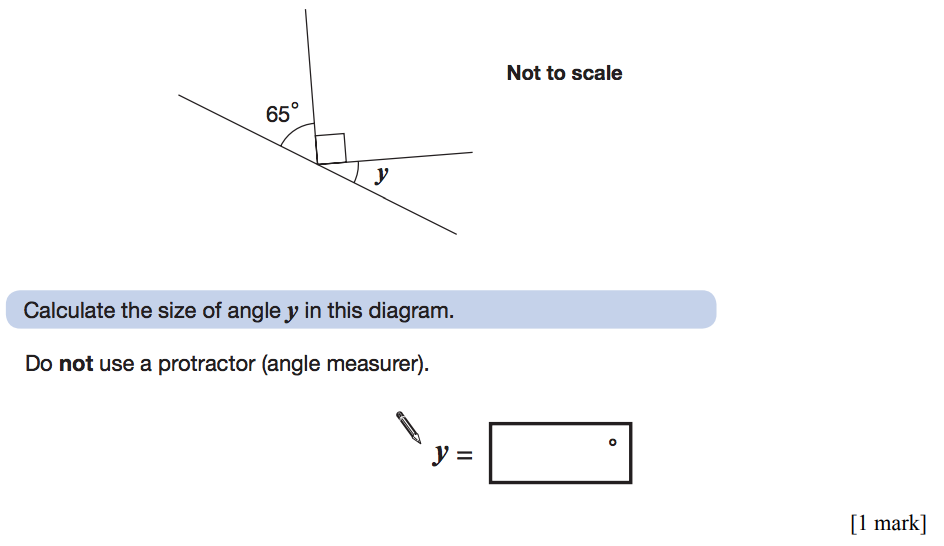 Not to scale
65°
y
Calculate the size of angle y in this diagram.
Do not use a protractor (angle measurer).
y = °
[1 mark]